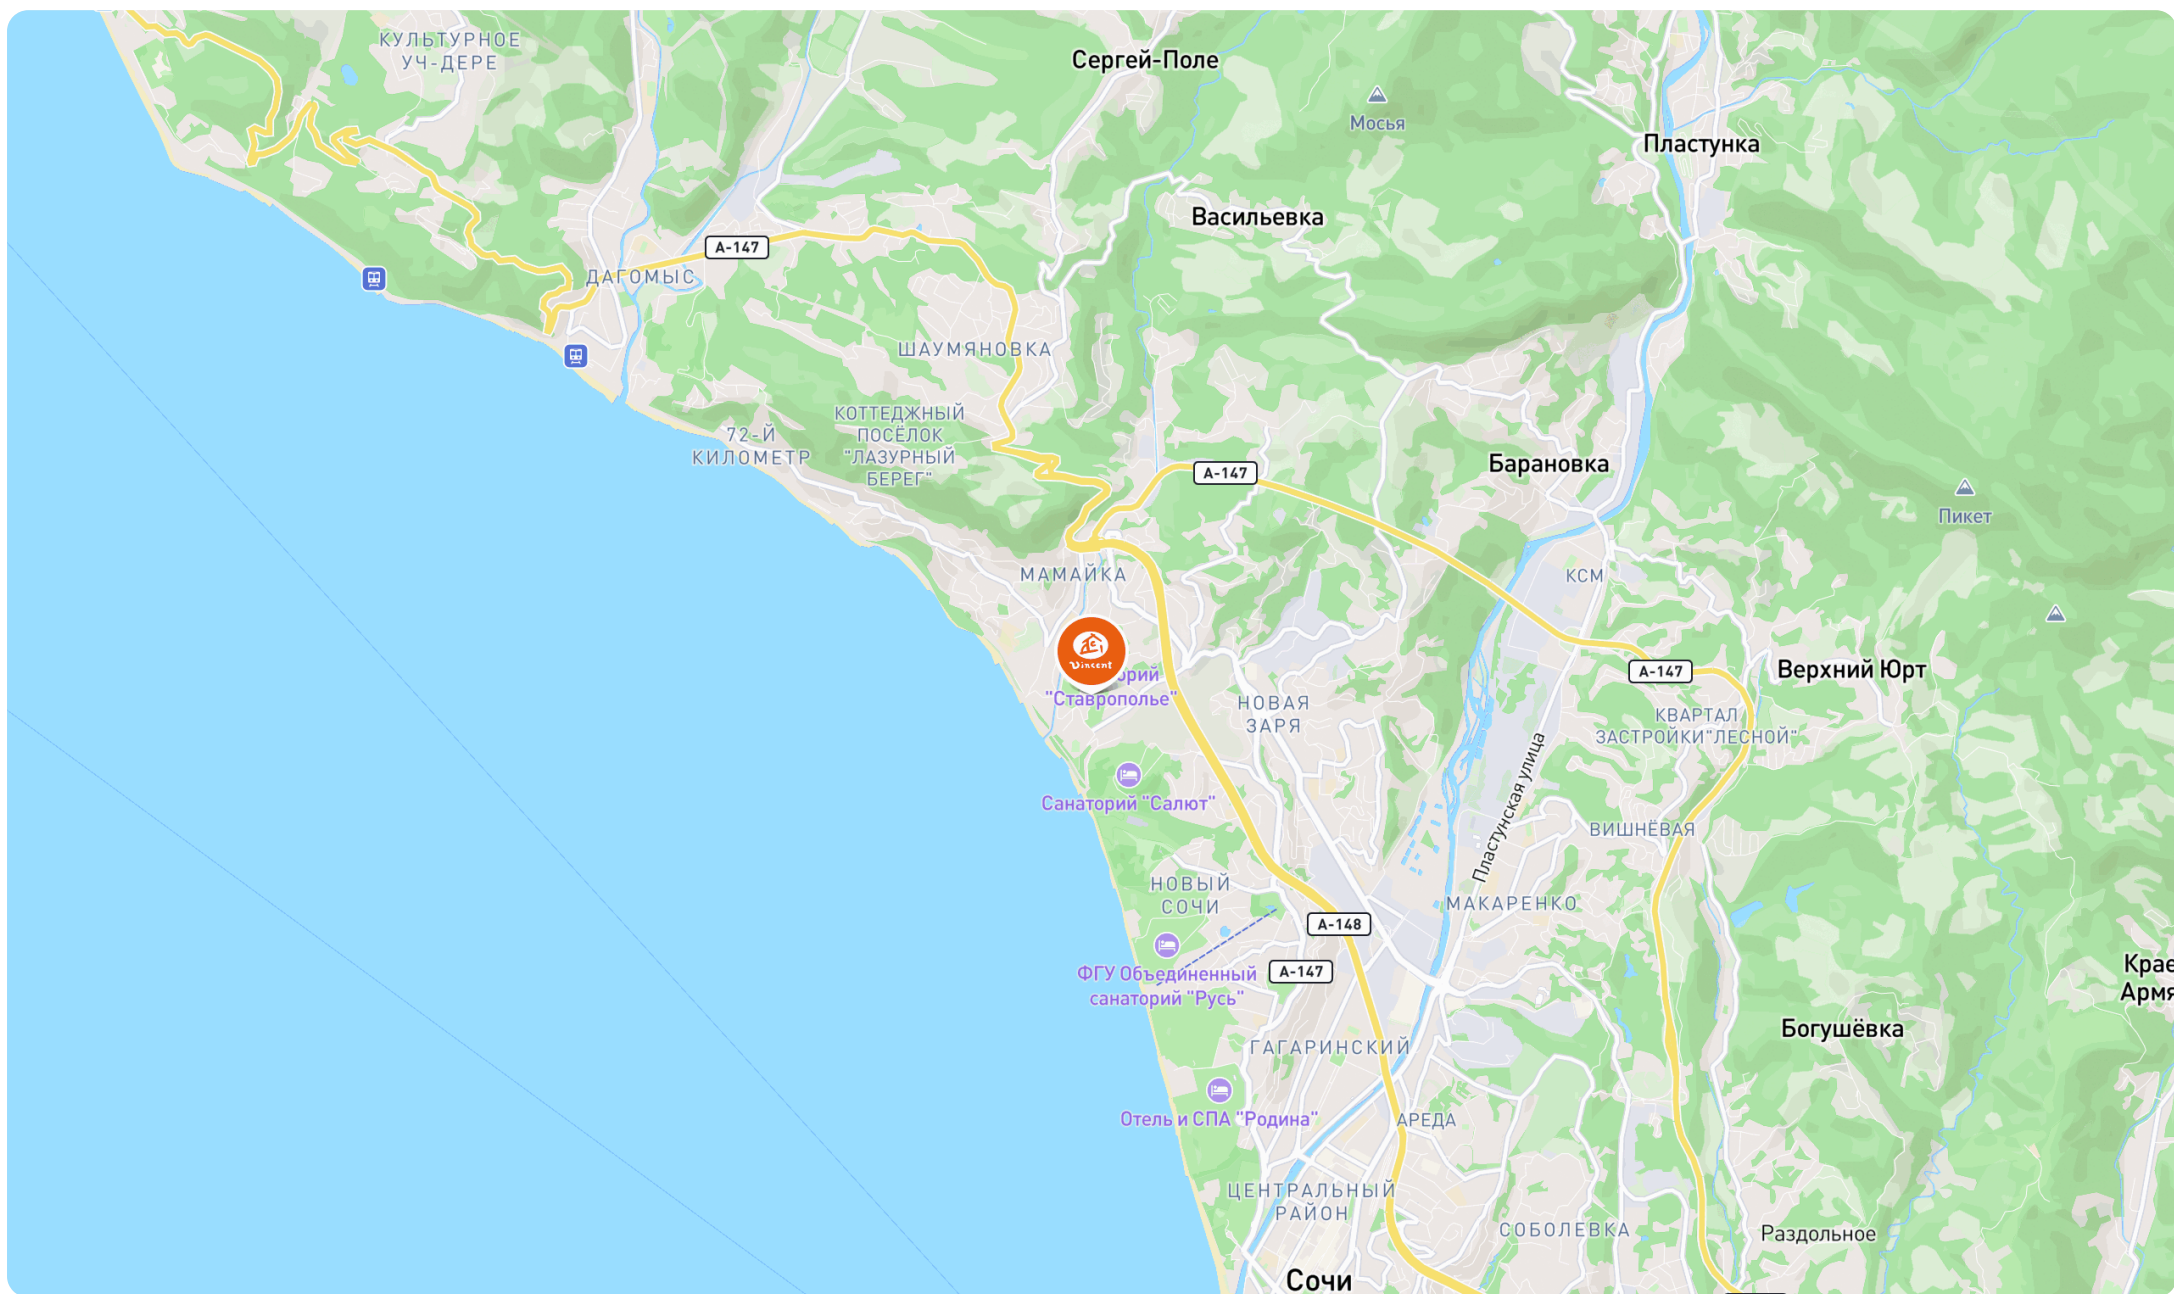 КУЛЬТУРНОЕ
УЧ-ДЕРЕ
Сергей-Поле
Мосья
Пластунка
Васильевка
А-147
ДАГОМЫС
ШАУМЯНОВКА
КОТТЕДЖНЫЙ
ПОСЁЛОК
"ЛАЗУРНЫЙ
БЕРЕГ"
72-Й
КИЛОМЕТР
А-147
Барановка
Пикет
МАМАЙКА
КСМ
Vincent
орий
"Ставрополье"
А-147
Верхний Юрт
НОВАЯ
ЗАРЯ
КВАРТАЛ
ЗАСТРОЙКИ"ЛЕСНОЙ"
Пластунская улица
Санаторий "Салют"
ВИШНЁВАЯ
НОВЫЙ
СОЧИ
МАКАРЕНКО
А-148
ФГУ Объединенный
санаторий "Русь"
А-147
Крае
Армя
Богушёвка
ГАГАРИНСКИЙ
Отель и СПА "Родина"
АРЕДА
ЦЕНТРАЛЬНЫЙ
РАЙОН
СОБОЛЕВКА
Раздольное
Сочи